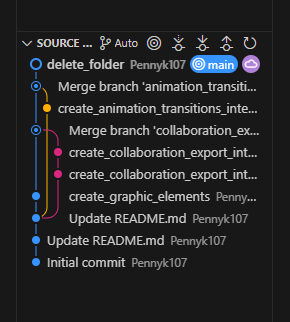 SOURCE ... Auto
delete_folder Pennyk107 main
Merge branch 'animation_transiti...
create_animation_transitions_inte...
Merge branch 'collaboration_ex...
create_collaboration_export_int...
create_collaboration_export_int...
create_graphic_elements Penny...
Update README.md Pennyk107
Update README.md Pennyk107
Initial commit Pennyk107